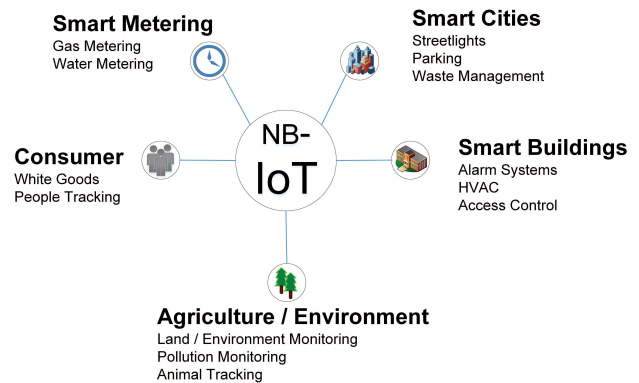 Smart Metering
Gas Metering
Water Metering
Smart Cities
Streetlights
Parking
Waste Management
NB-
IoT
Consumer
White Goods
People Tracking
Smart Buildings
Alarm Systems
HVAC
Access Control
Agriculture / Environment
Land / Environment Monitoring
Pollution Monitoring
Animal Tracking